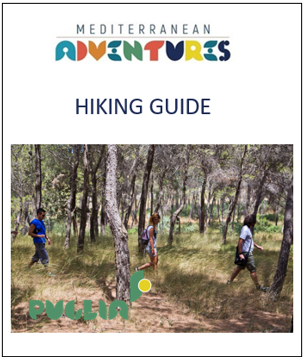 MEDITERRANEAN
ADVENTURES
HIKING GUIDE
PUGLIA